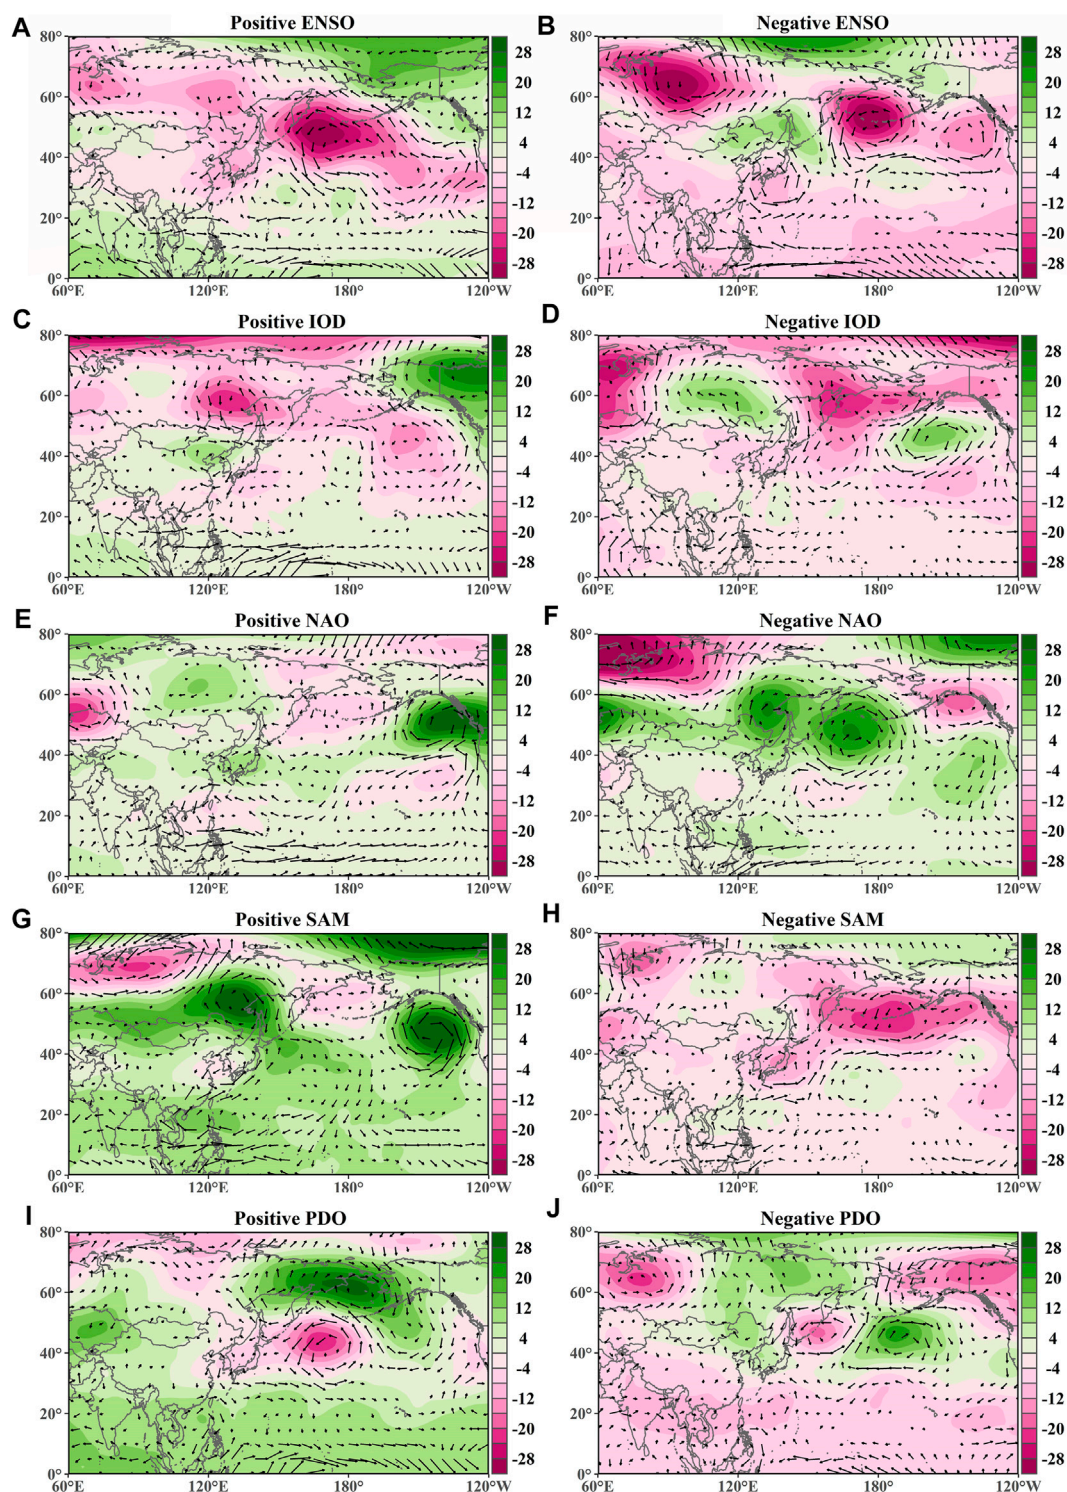 A Positive ENSO
B Negative ENSO
80° 60° 40° 20° 0°
60°E 120°E 180° 120°W
28 20 12 4 -4 -12 -20 -28
80° 60° 40° 20° 0°
60°E 120°E 180° 120°W
28 20 12 4 -4 -12 -20 -28
C Positive IOD
D Negative IOD
80° 60° 40° 20° 0°
60°E 120°E 180° 120°W
28 20 12 4 -4 -12 -20 -28
80° 60° 40° 20° 0°
60°E 120°E 180° 120°W
28 20 12 4 -4 -12 -20 -28
E Positive NAO
F Negative NAO
80° 60° 40° 20° 0°
60°E 120°E 180° 120°W
28 20 12 4 -4 -12 -20 -28
80° 60° 40° 20° 0°
60°E 120°E 180° 120°W
28 20 12 4 -4 -12 -20 -28
G Positive SAM
H Negative SAM
80° 60° 40° 20° 0°
60°E 120°E 180° 120°W
28 20 12 4 -4 -12 -20 -28
80° 60° 40° 20° 0°
60°E 120°E 180° 120°W
28 20 12 4 -4 -12 -20 -28
I Positive PDO
J Negative PDO
80° 60° 40° 20° 0°
60°E 120°E 180° 120°W
28 20 12 4 -4 -12 -20 -28
80° 60° 40° 20° 0°
60°E 120°E 180° 120°W
28 20 12 4 -4 -12 -20 -28